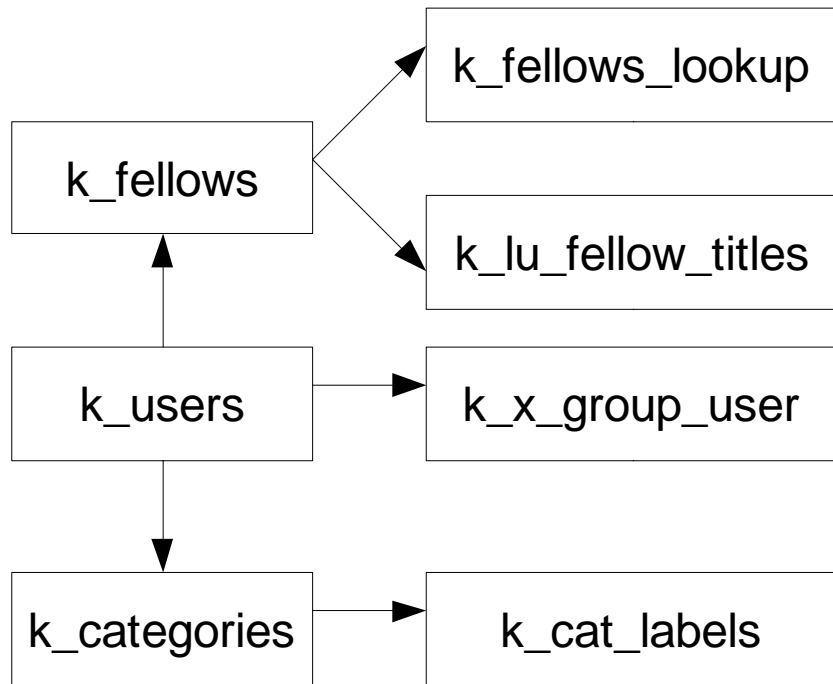 k_fellows_lookup
k_fellows
k_lu_fellow_titles
k_users
k_x_group_user
k_categories
k_cat_labels